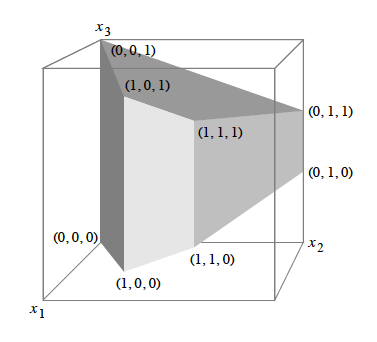 x3
(0, 0, 1)
(1, 0, 1)
(0, 1, 1)
(1, 1, 1)
(0, 1, 0)
(0, 0, 0)
x2
(1, 1, 0)
(1, 0, 0)
x1